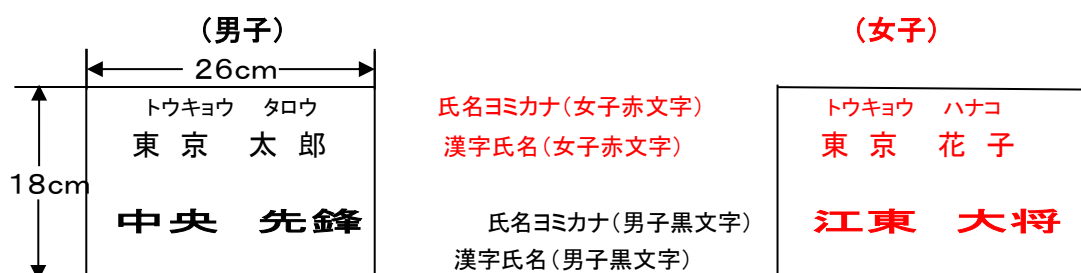 （男子）
（女子）
26cm
トウキョウ　タロウ
東 京　太 郎
氏名ヨミカナ（女子赤文字）
漢字氏名（女子赤文字）
トウキョウ　ハナコ
東 京　花 子
18cm
中央　先鋒
氏名ヨミカナ（男子黒文字）
漢字氏名（男子黒文字）
江東　大将